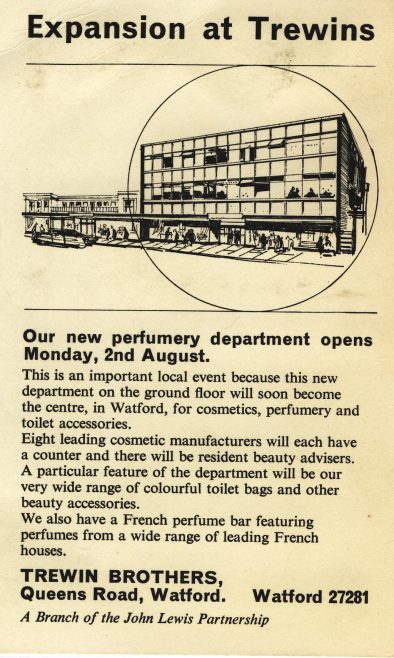 Expansion at Trewins
Our new perfumery department opens
Monday, 2nd August.
This is an important local event because this new
department on the ground floor will soon become
the centre, in Watford, for cosmetics, perfumery and
toilet accessories.
Eight leading cosmetic manufacturers will each have
a counter and there will be resident beauty advisers.
A particular feature of the department will be our
very wide range of colourful toilet bags and other
beauty accessories.
We also have a French perfume bar featuring
perfumes from a wide range of leading French
houses.
TREWIN BROTHERS,
Queens Road, Watford. Watford 27281
A Branch of the John Lewis Partnership